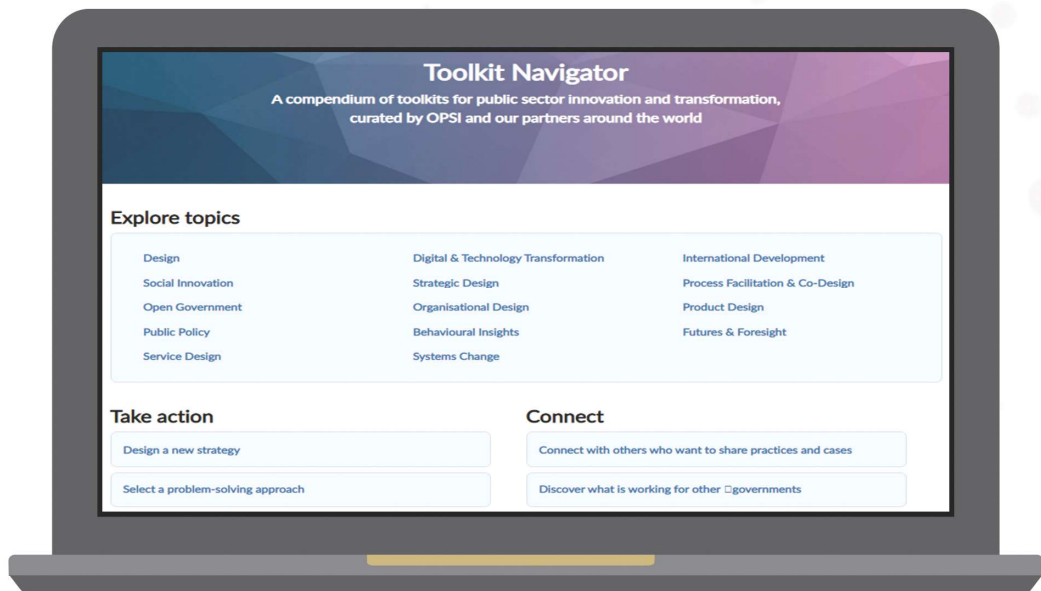 Toolkit Navigator
A compendium of toolkits for public sector innovation and transformation,
curated by OPSI and our partners around the world
Explore topics
Design
Social Innovation
Open Government
Public Policy
Service Design
Digital & Technology Transformation
Strategic Design
Organisational Design
Behavioural Insights
Systems Change
International Development
Process Facilitation & Co-Design
Product Design
Futures & Foresight
Take action
Design a new strategy
Select a problem-solving approach
Connect
Connect with others who want to share practices and cases
Discover what is working for other □governments